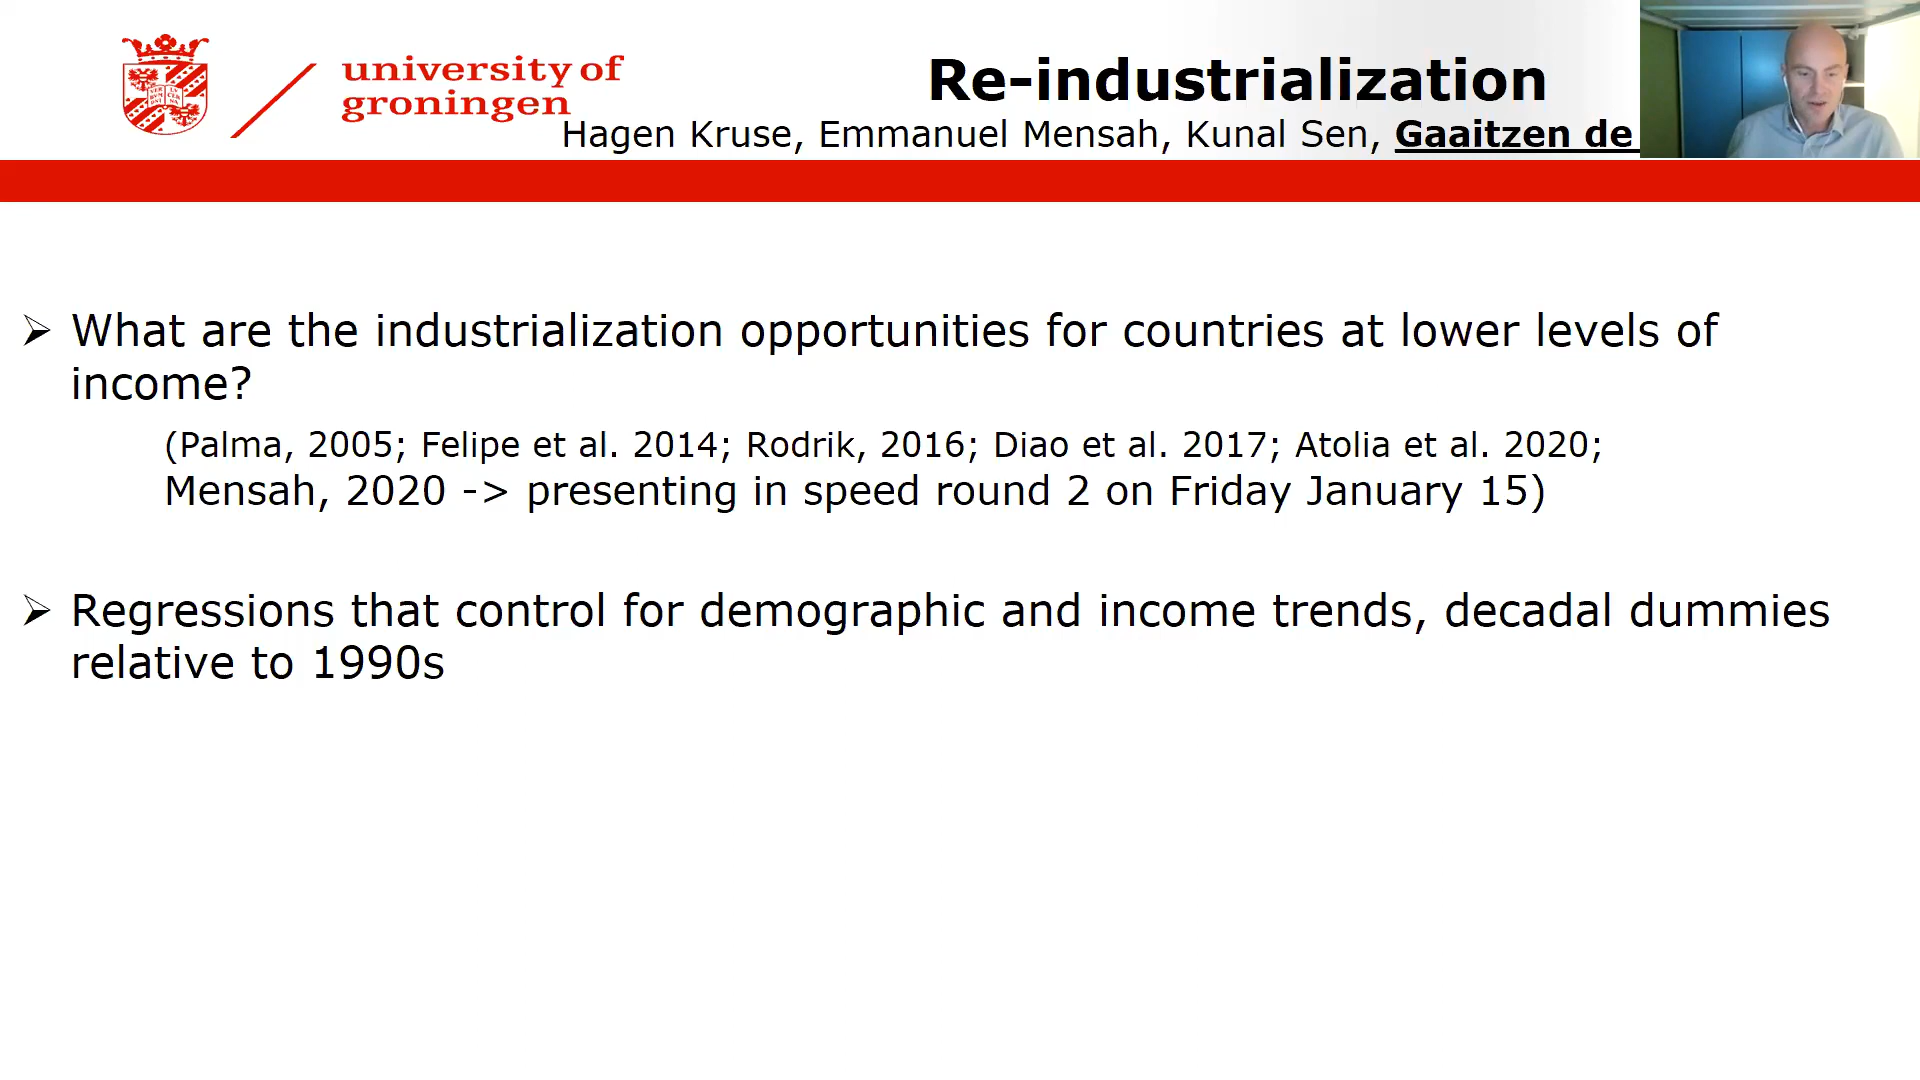 university of
groningen
Re-industrialization
Hagen Kruse, Emmanuel Mensah, Kunal Sen, Gaaitzen de
➢ What are the industrialization opportunities for countries at lower levels of
income?
(Palma, 2005; Felipe et al. 2014; Rodrik, 2016; Diao et al. 2017; Atolia et al. 2020;
Mensah, 2020 -> presenting in speed round 2 on Friday January 15)
➢ Regressions that control for demographic and income trends, decadal dummies
relative to 1990s